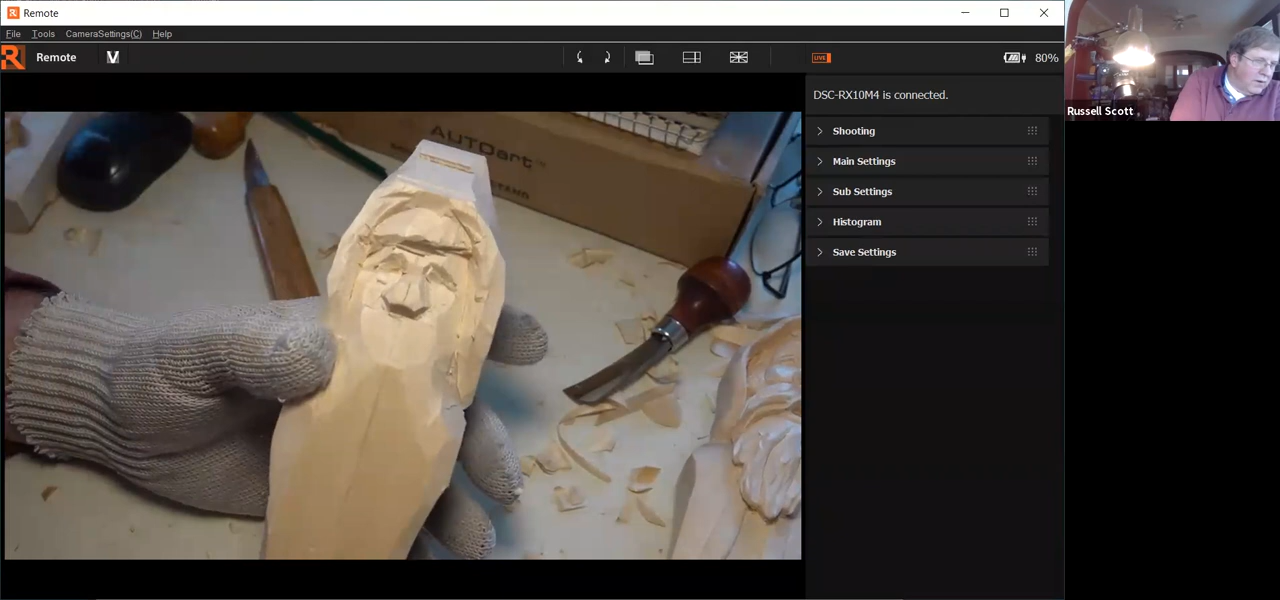 Remote
File Tools CameraSettings(C) Help
R Remote V LIVE 80%
DSC-RX10M4 is connected.
Shooting
Main Settings
Sub Settings
Histogram
Save Settings
Russell Scott
AUTOart™